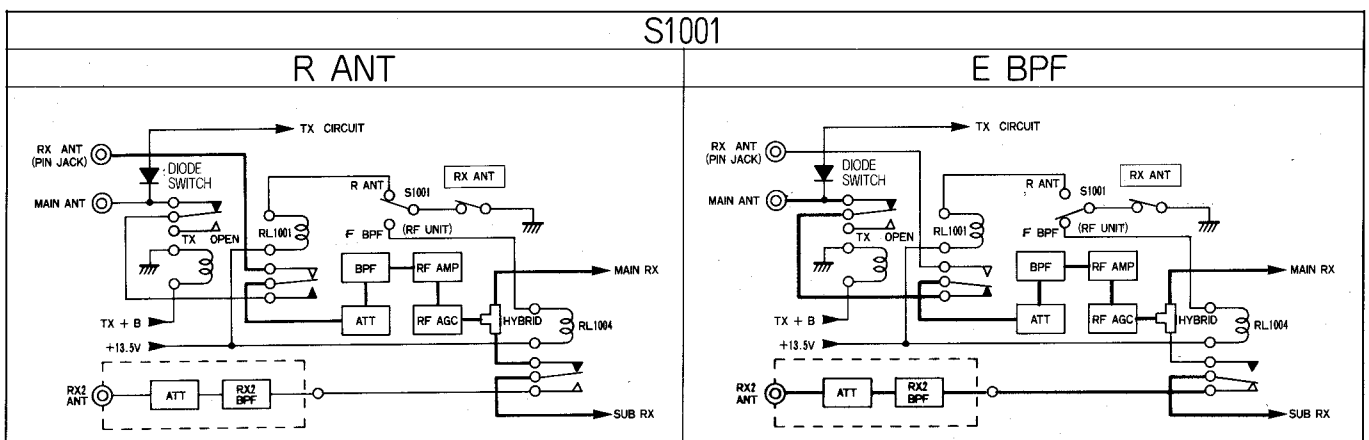 S1001
R ANT
E BPF
TX CIRCUIT
RX ANT
(PIN JACK)
DIODE
SWITCH
MAIN ANT
R ANT
S1001
RX ANT
TX OPEN
RL1001
F BPF
(RF UNIT)
BPF
RF AMP
MAIN RX
ATT
RF AGC
HYBRID
RL1004
TX + B
+13.5V
RX2
ANT
ATT
RX2
BPF
SUB RX
TX CIRCUIT
RX ANT
(PIN JACK)
DIODE
SWITCH
MAIN ANT
R ANT
S1001
RX ANT
TX OPEN
RL1001
F BPF
(RF UNIT)
BPF
RF AMP
MAIN RX
ATT
RF AGC
HYBRID
RL1004
TX + B
+13.5V
RX2
ANT
ATT
RX2
BPF
SUB RX